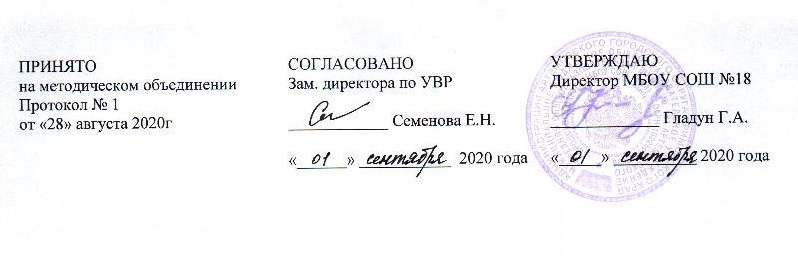 ПРИНЯТО
на методическом объединении
Протокол № 1
от «28» августа 2020г
СОГЛАСОВАНО
Зам. директора по УВР
Семенова Е.Н.
« 01 » сентября 2020 года
УТВЕРЖДАЮ
Директор МБОУ СОШ №18
Гладун Г.А.
« 01 » сентября 2020 года